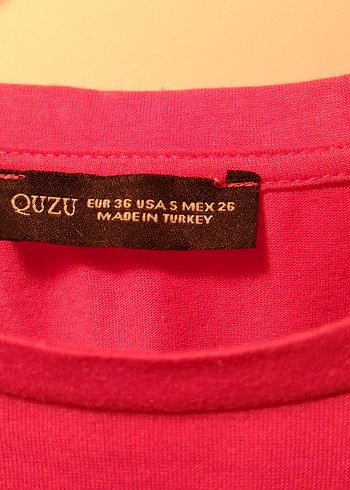 QUZU
EUR 36 USA S MEX 26
MADE IN TURKEY